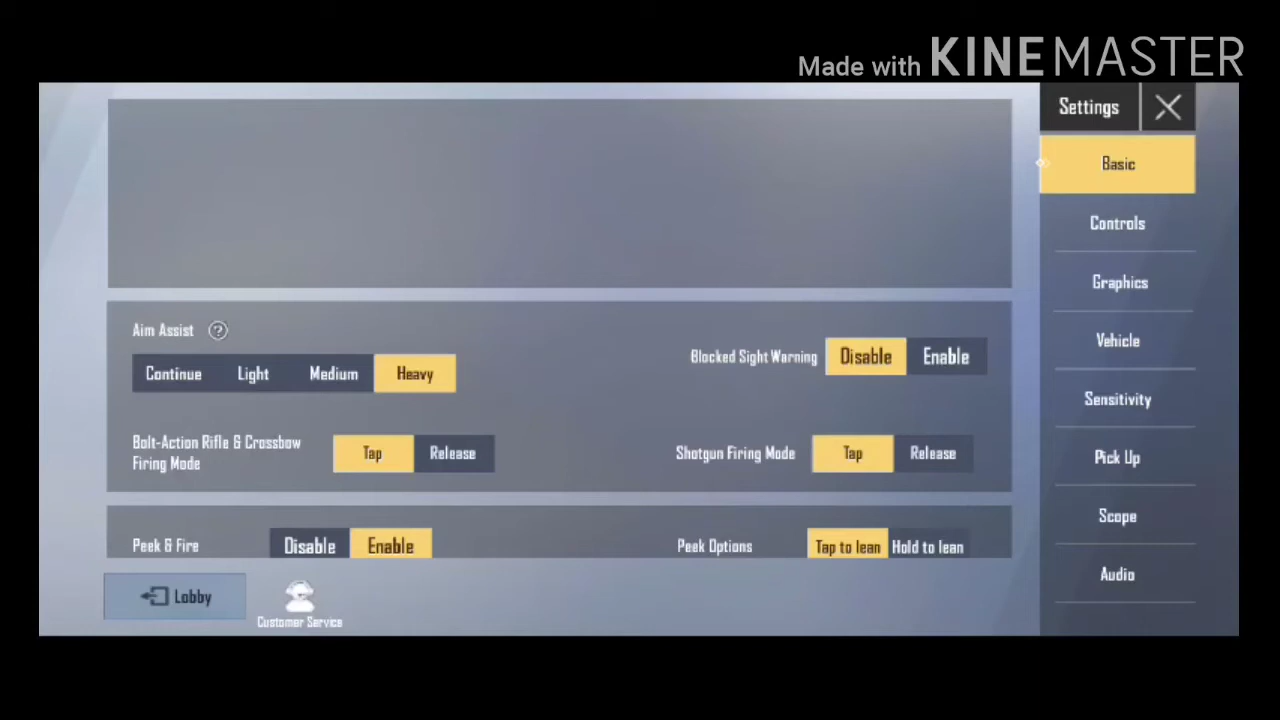 Made with KINEMASTER
Settings
Basic
Controls
Graphics
Vehicle
Sensitivity
Pick Up
Scope
Audio
Aim Assist ?
Continue Light Medium Heavy
Blocked Sight Warning Disable Enable
Bolt-Action Rifle & Crossbow
Firing Mode
Tap Release
Shotgun Firing Mode Tap Release
Peek & Fire Disable Enable
Peek Options Tap to lean Hold to lean
Lobby
Customer Service